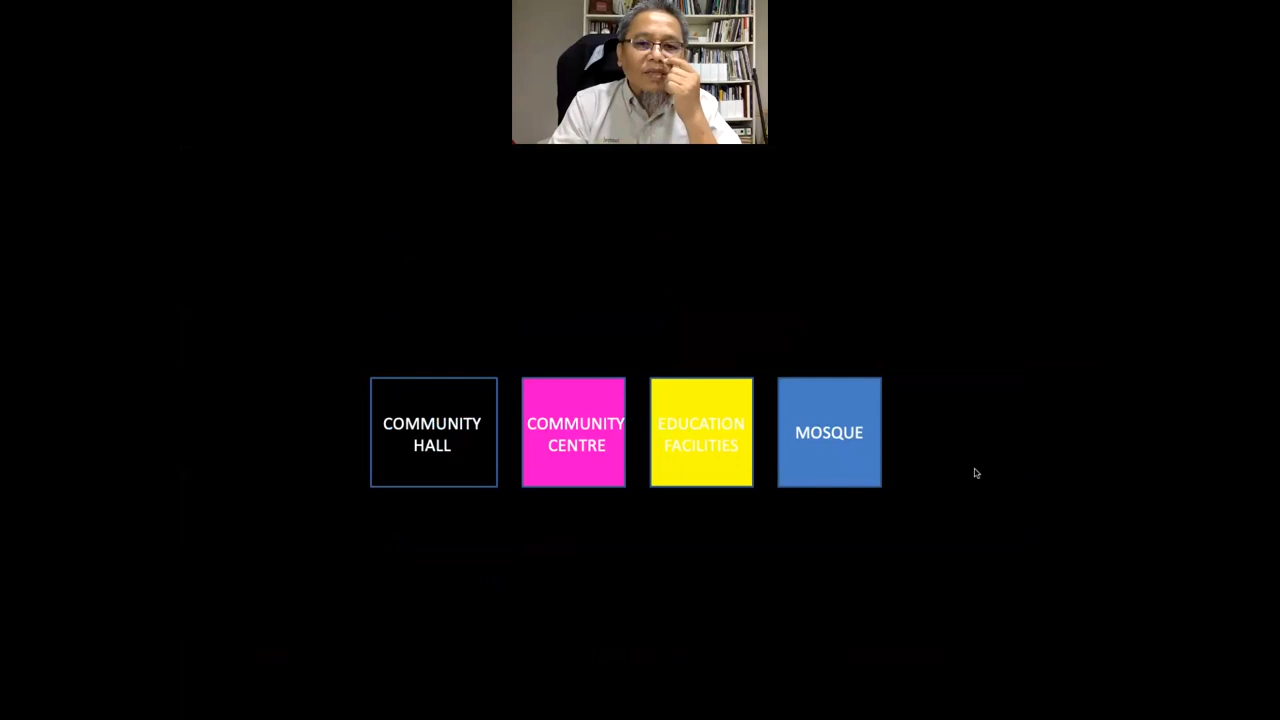 COMMUNITY
HALL
COMMUNITY
CENTRE
EDUCATION
FACILITIES
MOSQUE